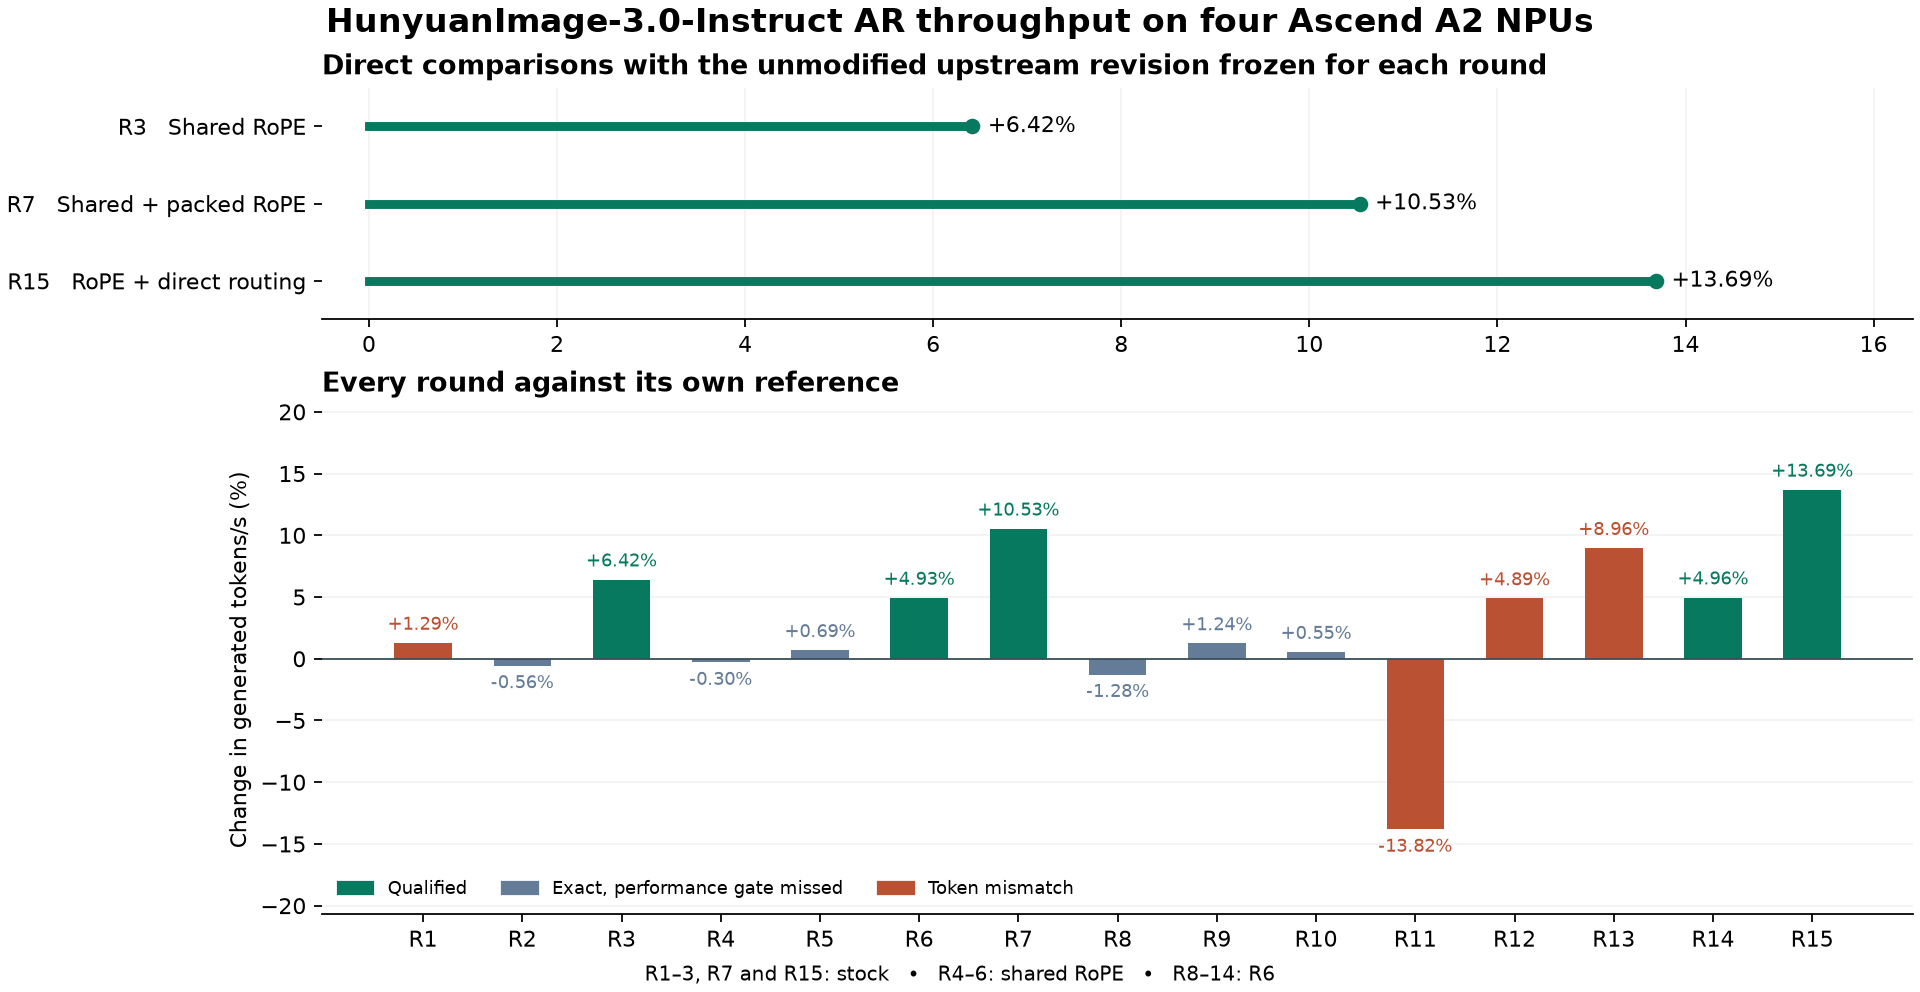 HunyuanImage-3.0-Instruct AR throughput on four Ascend A2 NPUs
Direct comparisons with the unmodified upstream revision frozen for each round
R3 Shared RoPE
+6.42%
R7 Shared + packed RoPE
+10.53%
R15 RoPE + direct routing
+13.69%
0 2 4 6 8 10 12 14 16
Every round against its own reference
Change in generated tokens/s (%)
20
15
10
5
0
−5
−10
−15
−20
+1.29%
-0.56%
+6.42%
-0.30%
+0.69%
+4.93%
+10.53%
-1.28%
+1.24%
+0.55%
-13.82%
+4.89%
+8.96%
+4.96%
+13.69%
Qualified
Exact, performance gate missed
Token mismatch
R1 R2 R3 R4 R5 R6 R7 R8 R9 R10 R11 R12 R13 R14 R15
R1–3, R7 and R15: stock • R4–6: shared RoPE • R8–14: R6